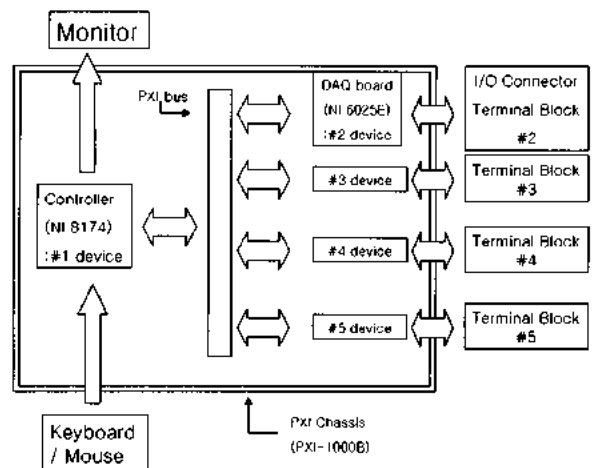 Monitor
PXI bus
DAQ board
(NI 6025E)
:#2 device
I/O Connector
Terminal Block
#2
#3 device
Terminal Block
#3
Controller
(NI 8174)
:#1 device
#4 device
Terminal Block
#4
#5 device
Terminal Block
#5
Keyboard
/ Mouse
PXI Chassis
(PXI-1000B)